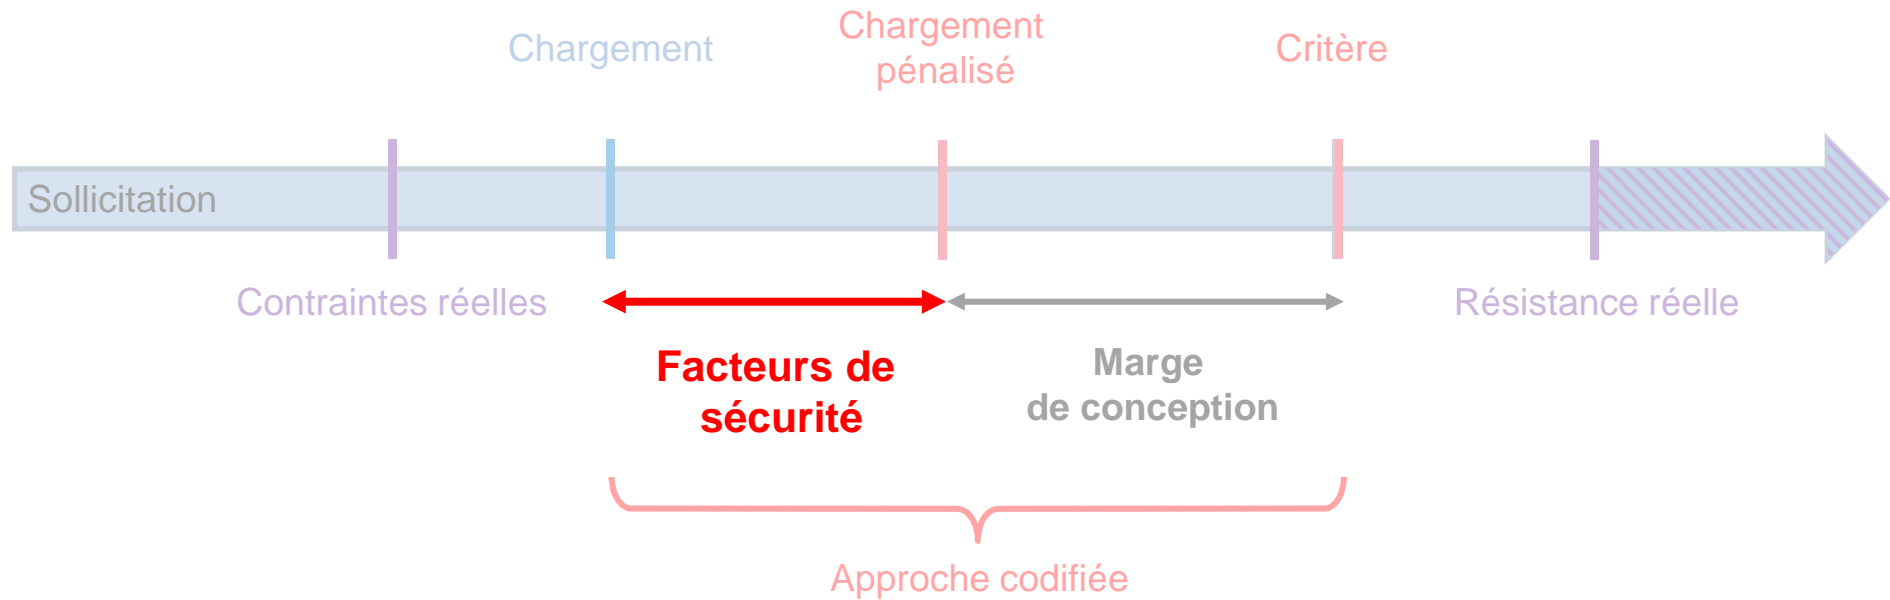 Chargement
Chargement
pénalisé
Critère
Sollicitation
Contraintes réelles
Résistance réelle
Facteurs de
sécurité
Marge
de conception
Approche codifiée